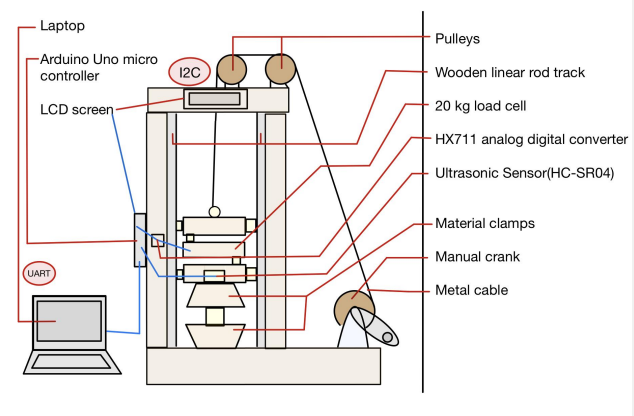 Laptop
Arduino Uno micro
controller
LCD screen
I2C
UART
Pulleys
Wooden linear rod track
20 kg load cell
HX711 analog digital converter
Ultrasonic Sensor(HC-SR04)
Material clamps
Manual crank
Metal cable